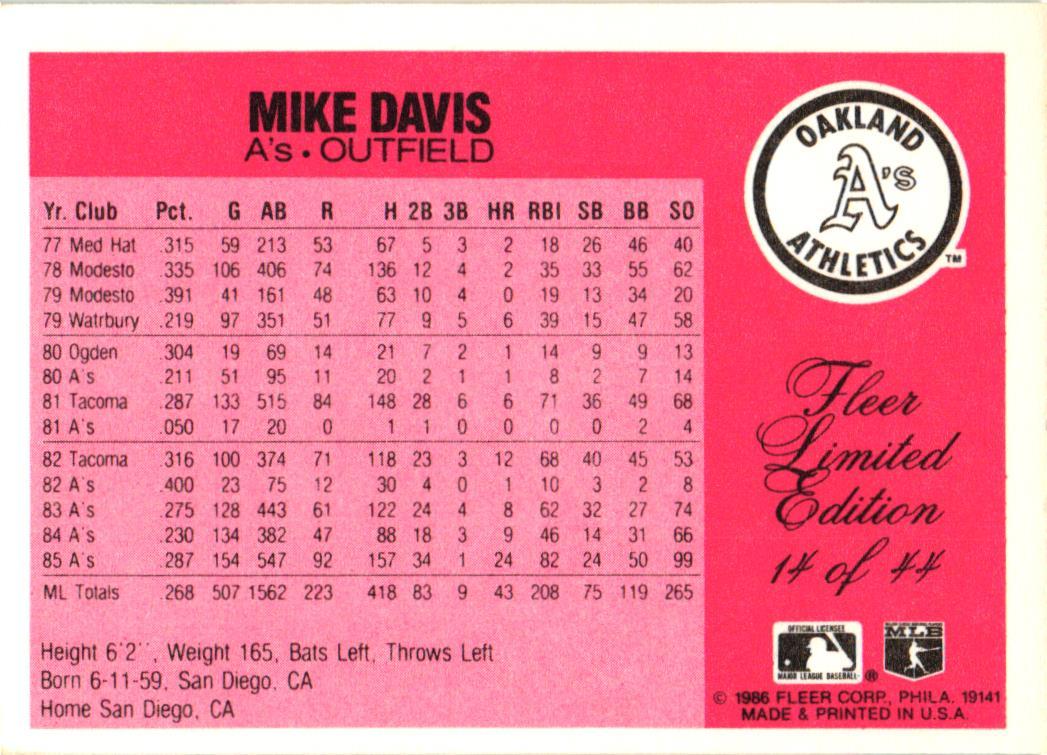 MIKE DAVIS
A's • OUTFIELD
OAKLAND
A's
ATHLETICS
TM
Yr. Club Pct. G AB R H 2B 3B HR RBI SB BB SO
77 Med Hat .315 59 213 53 67 5 3 2 18 26 46 40
78 Modesto .335 106 406 74 136 12 4 2 35 33 55 62
79 Modesto .391 41 161 48 63 10 4 0 19 13 34 20
79 Watrbury .219 97 351 51 77 9 5 6 39 15 47 58
80 Ogden .304 19 69 14 21 7 2 1 14 9 9 13
80 A's .211 51 95 11 20 2 1 1 8 2 7 14
81 Tacoma .287 133 515 84 148 28 6 6 71 36 49 68
81 A's .050 17 20 0 1 1 0 0 0 0 2 4
82 Tacoma .316 100 374 71 118 23 3 12 68 40 45 53
82 A's .400 23 75 12 30 4 0 1 10 3 2 8
83 A's .275 128 443 61 122 24 4 8 62 32 27 74
84 A's .230 134 382 47 88 18 3 9 46 14 31 66
85 A's .287 154 547 92 157 34 1 24 82 24 50 99
ML Totals .268 507 1562 223 418 83 9 43 208 75 119 265
Height 6'2'', Weight 165, Bats Left, Throws Left
Born 6-11-59, San Diego, CA
Home San Diego, CA
Fleer
Limited
Edition
14 of 44
OFFICIAL LICENSEE
MAJOR LEAGUE BASEBALL
®
MLB
© 1986 FLEER CORP., PHILA. 19141
MADE & PRINTED IN U.S.A.